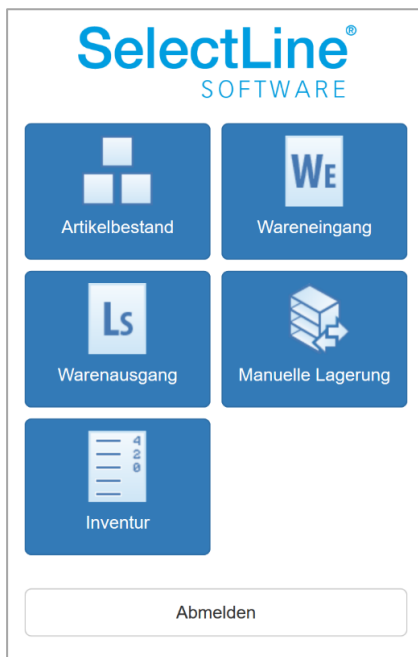 SelectLine®
SOFTWARE
Artikelbestand
WE
Wareneingang
LS
Warenausgang
Manuelle Lagerung
4
2
0
Inventur
Abmelden